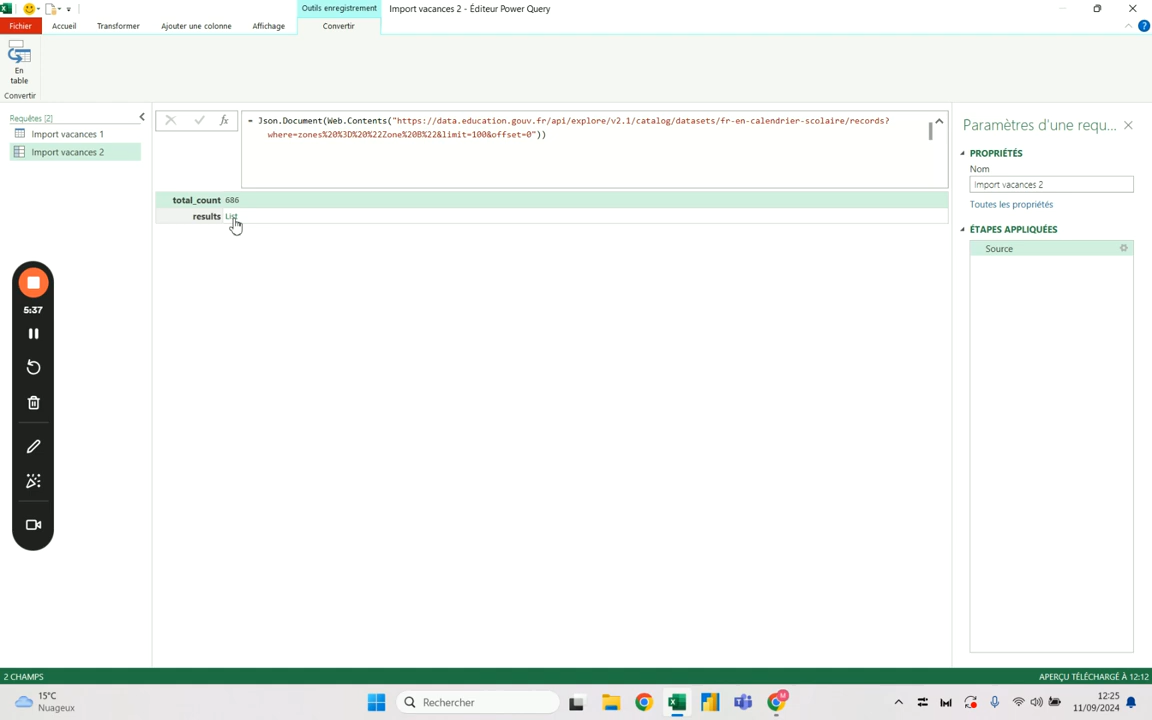 Outils enregistrement
Import vacances 2 - Éditeur Power Query
Fichier
Accueil
Transformer
Ajouter une colonne
Affichage
Convertir
?
En
table
Convertir
Requêtes [2]
Import vacances 1
Import vacances 2
fx
= Json.Document(Web.Contents("https://data.education.gouv.fr/api/explore/v2.1/catalog/datasets/fr-en-calendrier-scolaire/records?
where=zones%20%3D%20%22Zone%20B%22&limit=100&offset=0"))
total_count 686
results List
Paramètres d'une requ...
PROPRIÉTÉS
Nom
Import vacances 2
Toutes les propriétés
ÉTAPES APPLIQUÉES
Source
5:37
2 CHAMPS
APERÇU TÉLÉCHARGÉ À 12:12
15°C
Nuageux
Rechercher
12:25
11/09/2024